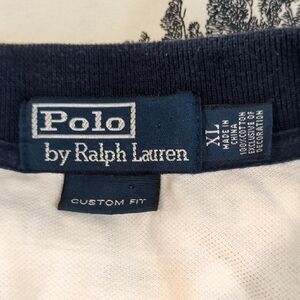 Polo
by Ralph Lauren
CUSTOM FIT
XL
MADE IN
CHINA
100%COTTON
EXCLUSIVE OF
DECORATION